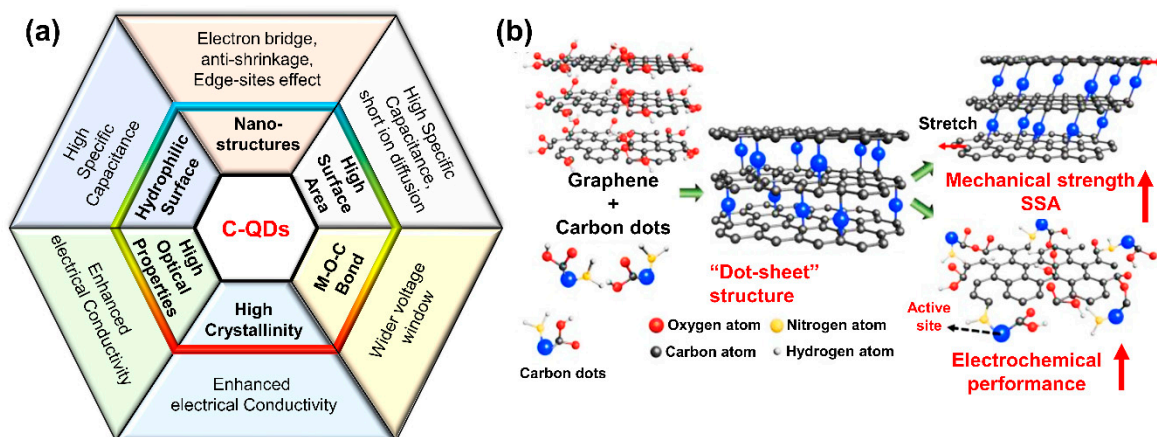 (a)
Electron bridge,
anti-shrinkage,
Edge-sites effect
High
Specific
Capacitance
High Specific
Capacitance,
short ion diffusion
Nano-
structures
Hydrophilic
Surface
High
Surface
Area
C-QDs
High
Optical
Properties
M-O-C
Bond
High
Crystallinity
Enhanced
electrical Conductivity
Wider voltage
window
Enhanced
electrical Conductivity
(b)
Graphene
+
Carbon dots
Carbon dots
"Dot-sheet"
structure
Oxygen atom
Nitrogen atom
Carbon atom
Hydrogen atom
Stretch
Mechanical strength
SSA
Active
site
Electrochemical
performance